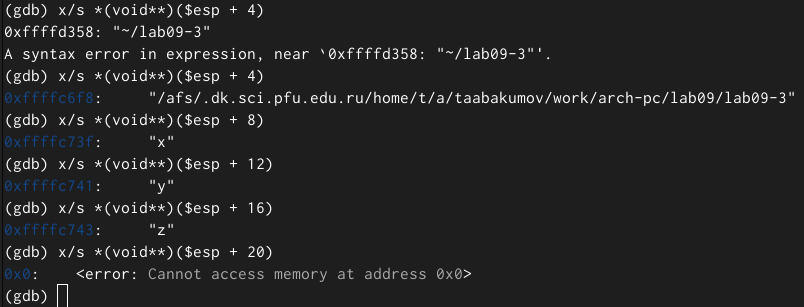 (gdb) x/s *(void**)($esp + 4)
0xffffd358: "~/lab09-3"
A syntax error in expression, near `0xffffd358: "~/lab09-3"'.
(gdb) x/s *(void**)($esp + 4)
0xffffc6f8:     "/afs/.dk.sci.pfu.edu.ru/home/t/a/taabakumov/work/arch-pc/lab09/lab09-3"
(gdb) x/s *(void**)($esp + 8)
0xffffc73f:     "x"
(gdb) x/s *(void**)($esp + 12)
0xffffc741:     "y"
(gdb) x/s *(void**)($esp + 16)
0xffffc743:     "z"
(gdb) x/s *(void**)($esp + 20)
0x0:    <error: Cannot access memory at address 0x0>
(gdb)